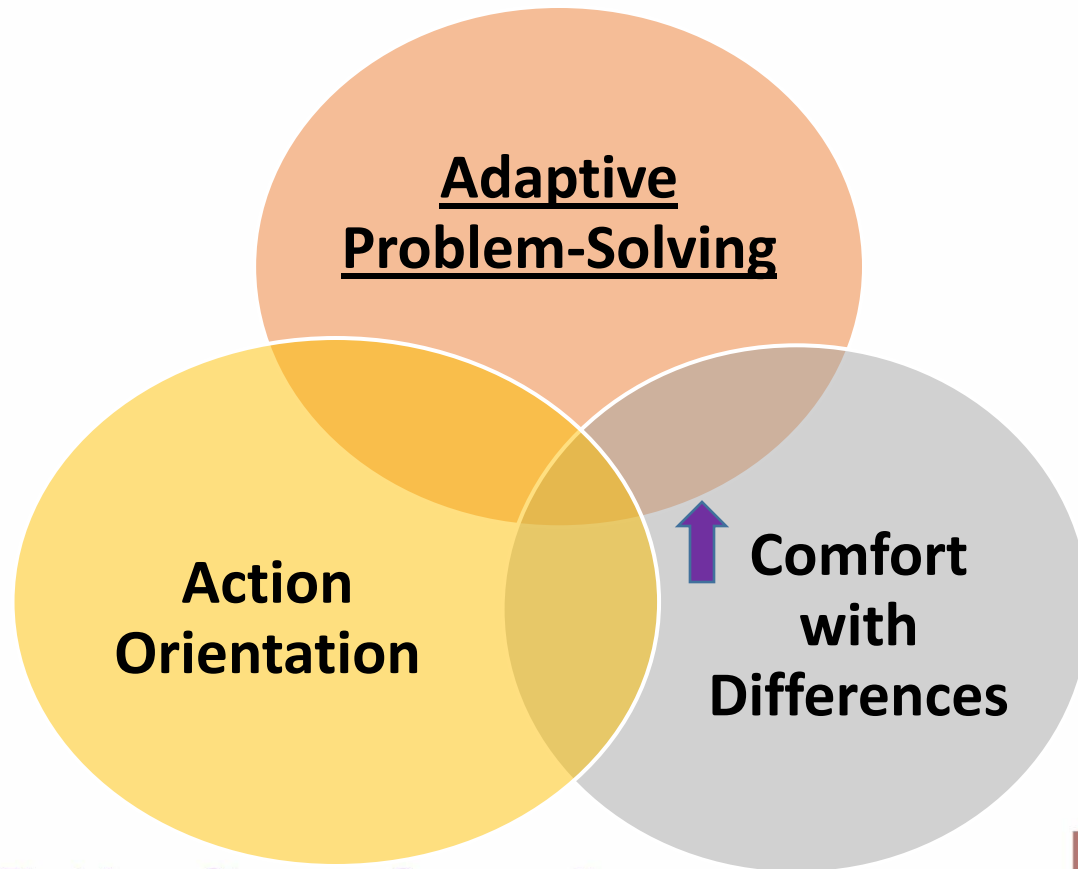 Adaptive
Problem-Solving
Action
Orientation
Comfort
with
Differences